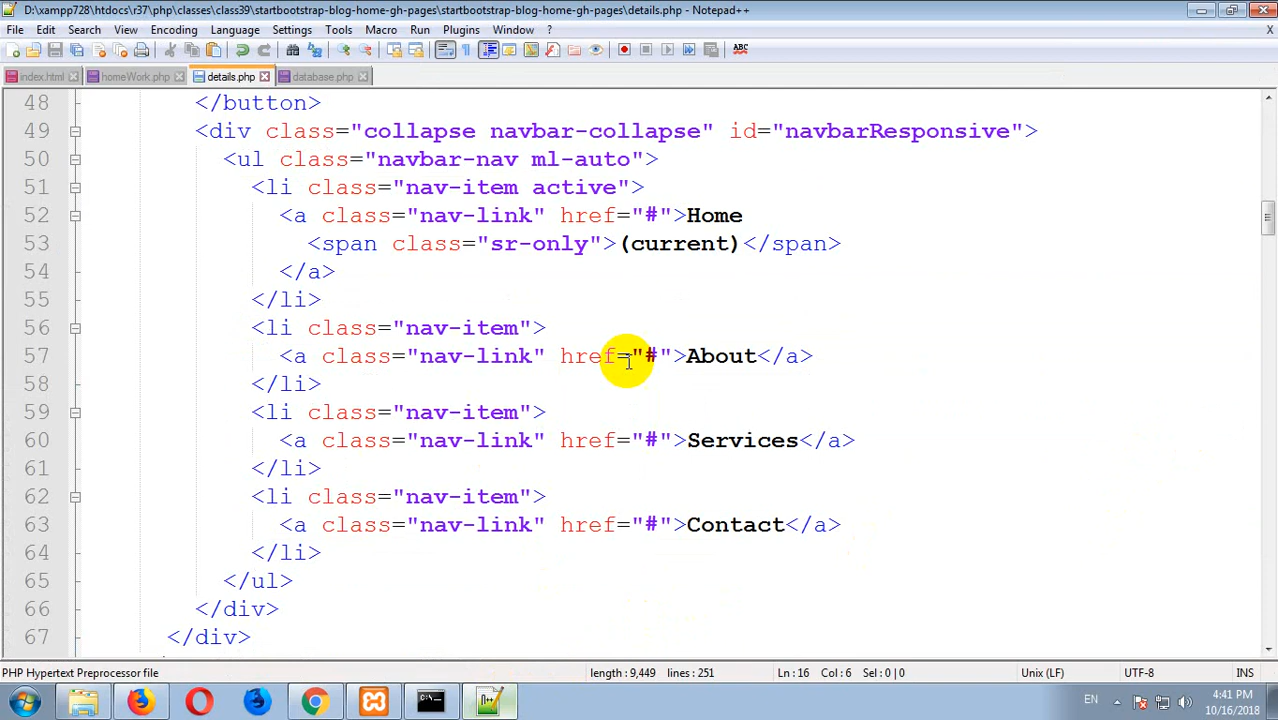 D:\xampp728\htdocs\r37\php\classes\class39\startbootstrap-blog-home-gh-pages\startbootstrap-blog-home-gh-pages\details.php - Notepad++
File Edit Search View Encoding Language Settings Tools Macro Run Plugins Window ? X
index.html homeWork.php details.php database.php
48 </button>
49 <div class="collapse navbar-collapse" id="navbarResponsive">
50 <ul class="navbar-nav ml-auto">
51 <li class="nav-item active">
52 <a class="nav-link" href="#">Home
53 <span class="sr-only">(current)</span>
54 </a>
55 </li>
56 <li class="nav-item">
57 <a class="nav-link" href="#">About</a>
58 </li>
59 <li class="nav-item">
60 <a class="nav-link" href="#">Services</a>
61 </li>
62 <li class="nav-item">
63 <a class="nav-link" href="#">Contact</a>
64 </li>
65 </ul>
66 </div>
67 </div>
PHP Hypertext Preprocessor file length : 9,449 lines : 251 Ln : 16 Col : 6 Sel : 0 | 0 Unix (LF) UTF-8 INS
EN 4:41 PM
10/16/2018